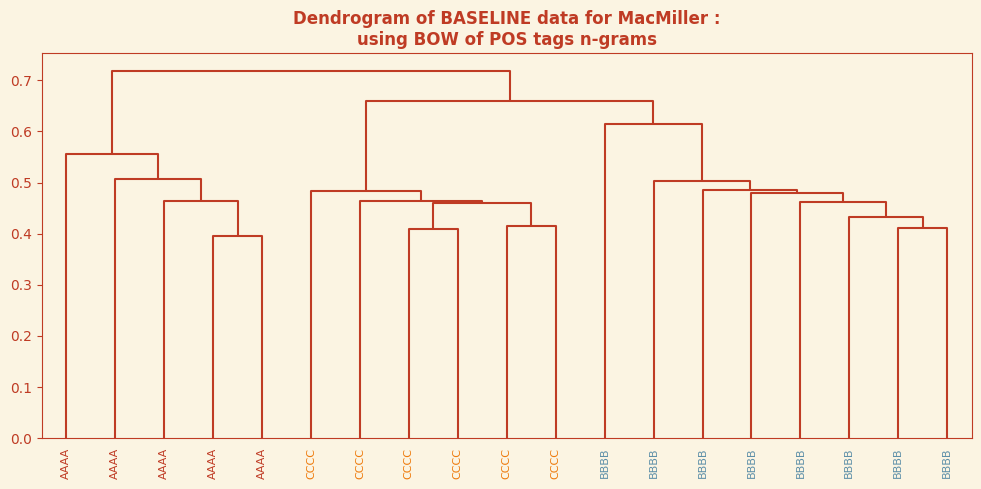 Dendrogram of BASELINE data for MacMiller :
using BOW of POS tags n-grams
0.7
0.6
0.5
0.4
0.3
0.2
0.1
0.0
AAAA
AAAA
AAAA
AAAA
AAAA
CCCC
CCCC
CCCC
CCCC
CCCC
CCCC
BBBB
BBBB
BBBB
BBBB
BBBB
BBBB
BBBB
BBBB